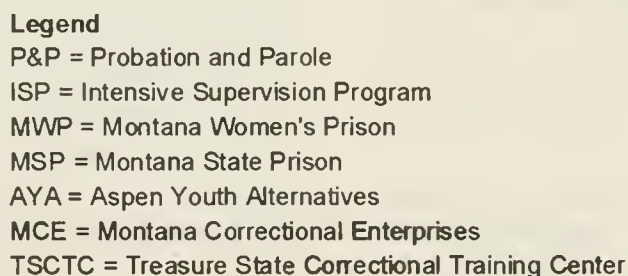 Legend
P&P = Probation and Parole
ISP = Intensive Supervision Program
MWP = Montana Women's Prison
MSP = Montana State Prison
AYA = Aspen Youth Alternatives
MCE = Montana Correctional Enterprises
TSCTC = Treasure State Correctional Training Center